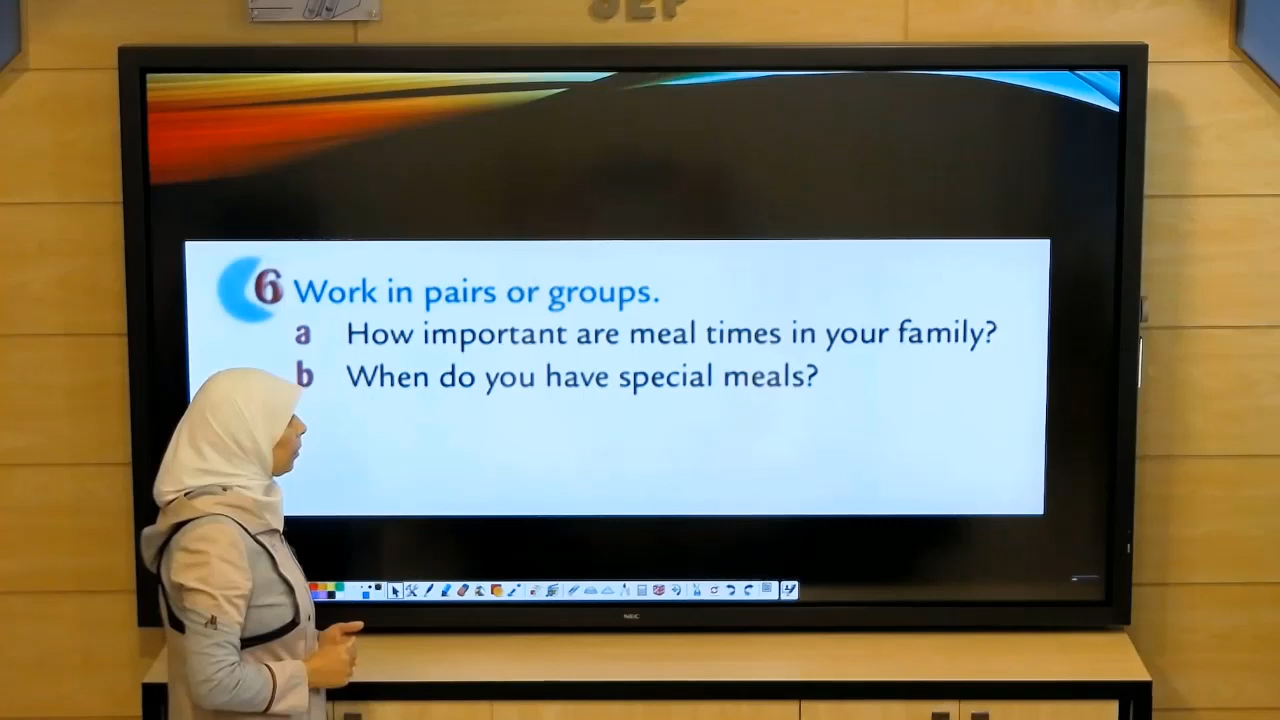 6 Work in pairs or groups.
a How important are meal times in your family?
b When do you have special meals?
NEC